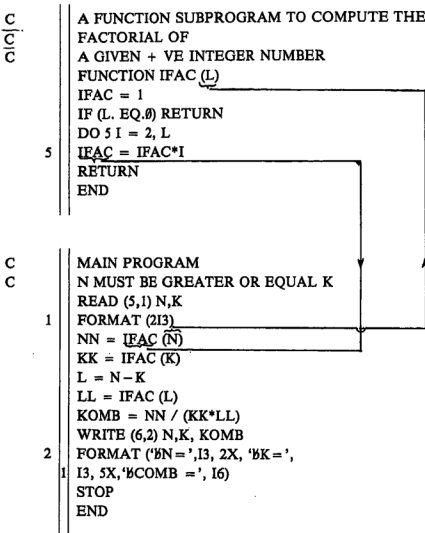 C A FUNCTION SUBPROGRAM TO COMPUTE THE
C FACTORIAL OF
C A GIVEN + VE INTEGER NUMBER
FUNCTION IFAC (L)
IFAC = 1
IF (L. EQ.0) RETURN
DO 5 I = 2, L
5 IFAC = IFAC*I
RETURN
END
C MAIN PROGRAM
C N MUST BE GREATER OR EQUAL K
READ (5,1) N,K
1 FORMAT (2I3)
NN = IFAC (N)
KK = IFAC (K)
L = N-K
LL = IFAC (L)
KOMB = NN / (KK*LL)
WRITE (6,2) N,K, KOMB
2 FORMAT ('ƀN=',I3, 2X, 'ƀK=',
1 I3, 5X,'ƀCOMB =', I6)
STOP
END